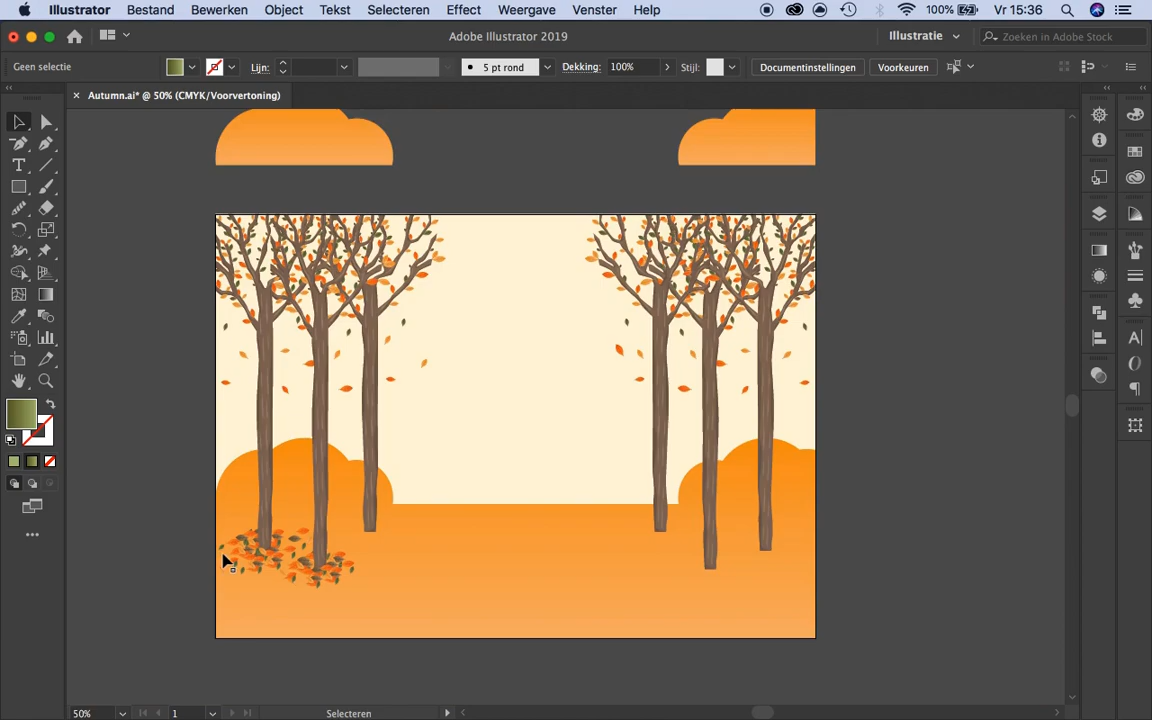 Illustrator Bestand Bewerken Object Tekst Selecteren Effect Weergave Venster Help 100% Vr 15:36
Adobe Illustrator 2019 Illustratie Zoeken in Adobe Stock
Geen selectie Lijn: 5 pt rond Dekking: 100% Stijl: Documentinstellingen Voorkeuren
Autumn.ai* @ 50% (CMYK/Voorvertoning)
50% 1 Selecteren